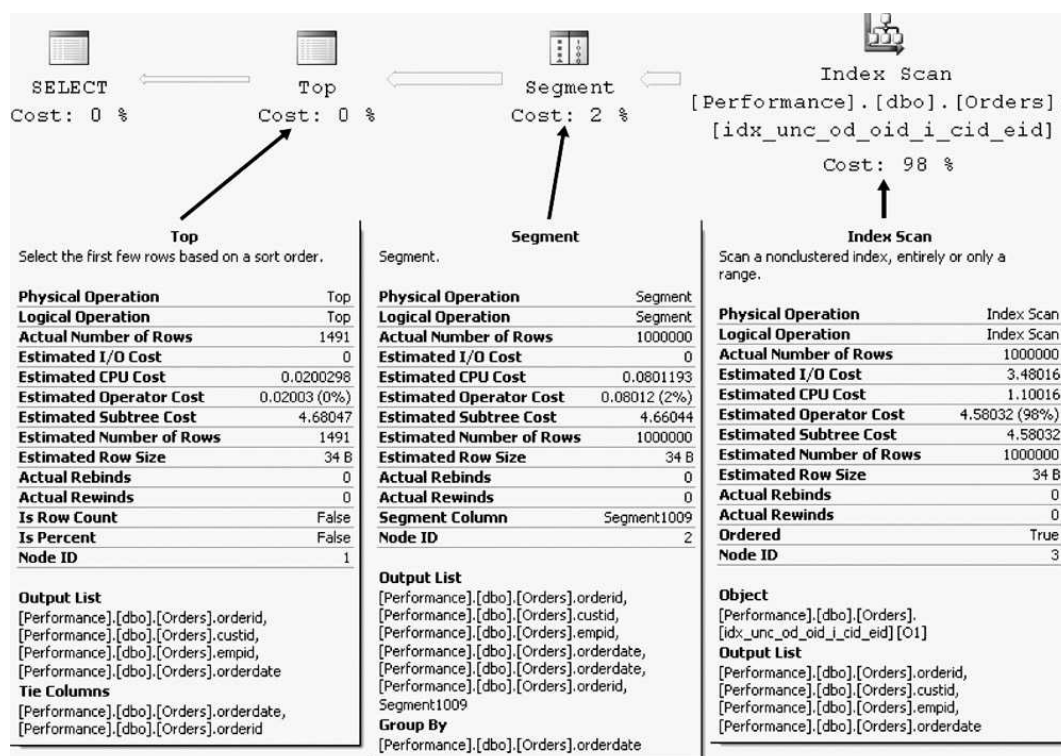 SELECT
Cost: 0 %
Top
Cost: 0 %
Segment
Cost: 2 %
Index Scan
[Performance].[dbo].[Orders]
[idx_unc_od_oid_i_cid_eid]
Cost: 98 %
Top
Select the first few rows based on a sort order.
Physical Operation Top
Logical Operation Top
Actual Number of Rows 1491
Estimated I/O Cost 0
Estimated CPU Cost 0.0200298
Estimated Operator Cost 0.02003 (0%)
Estimated Subtree Cost 4.68047
Estimated Number of Rows 1491
Estimated Row Size 34 B
Actual Rebinds 0
Actual Rewinds 0
Is Row Count False
Is Percent False
Node ID 1
Output List
[Performance].[dbo].[Orders].orderid,
[Performance].[dbo].[Orders].custid,
[Performance].[dbo].[Orders].empid,
[Performance].[dbo].[Orders].orderdate
Tie Columns
[Performance].[dbo].[Orders].orderdate,
[Performance].[dbo].[Orders].orderid
Segment
Segment.
Physical Operation Segment
Logical Operation Segment
Actual Number of Rows 1000000
Estimated I/O Cost 0
Estimated CPU Cost 0.0801193
Estimated Operator Cost 0.08012 (2%)
Estimated Subtree Cost 4.66044
Estimated Number of Rows 1000000
Estimated Row Size 34 B
Actual Rebinds 0
Actual Rewinds 0
Segment Column Segment1009
Node ID 2
Output List
[Performance].[dbo].[Orders].orderid,
[Performance].[dbo].[Orders].custid,
[Performance].[dbo].[Orders].empid,
[Performance].[dbo].[Orders].orderdate,
[Performance].[dbo].[Orders].orderdate,
[Performance].[dbo].[Orders].orderid,
Segment1009
Group By
[Performance].[dbo].[Orders].orderdate
Index Scan
Scan a nonclustered index, entirely or only a
range.
Physical Operation Index Scan
Logical Operation Index Scan
Actual Number of Rows 1000000
Estimated I/O Cost 3.48016
Estimated CPU Cost 1.10016
Estimated Operator Cost 4.58032 (98%)
Estimated Subtree Cost 4.58032
Estimated Number of Rows 1000000
Estimated Row Size 34 B
Actual Rebinds 0
Actual Rewinds 0
Ordered True
Node ID 3
Object
[Performance].[dbo].[Orders].
[idx_unc_od_oid_i_cid_eid] [O1]
Output List
[Performance].[dbo].[Orders].orderid,
[Performance].[dbo].[Orders].custid,
[Performance].[dbo].[Orders].empid,
[Performance].[dbo].[Orders].orderdate